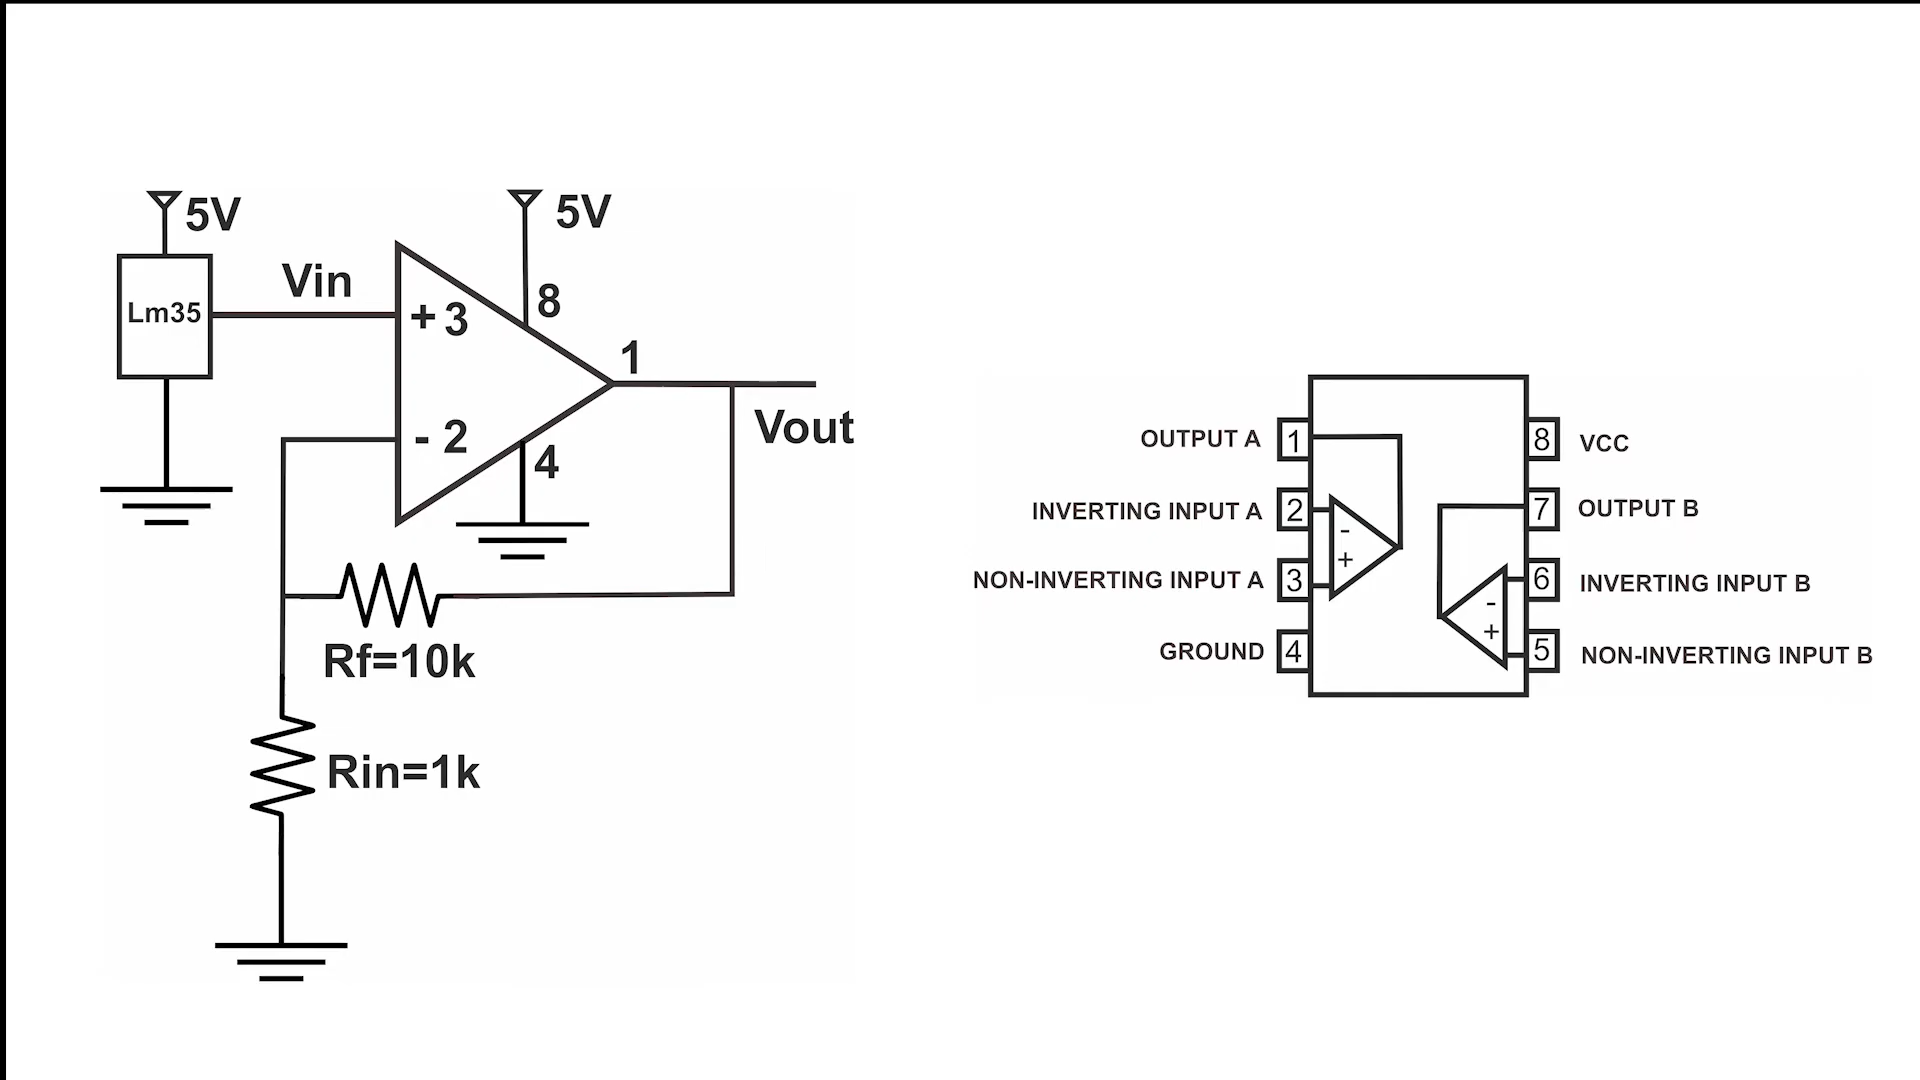 5V
5V
Lm35
Vin
+ 3
8
1
- 2
4
Vout
Rf=10k
Rin=1k
OUTPUT A
1
8
VCC
INVERTING INPUT A
2
7
OUTPUT B
-
+
NON-INVERTING INPUT A
3
6
INVERTING INPUT B
-
+
GROUND
4
5
NON-INVERTING INPUT B